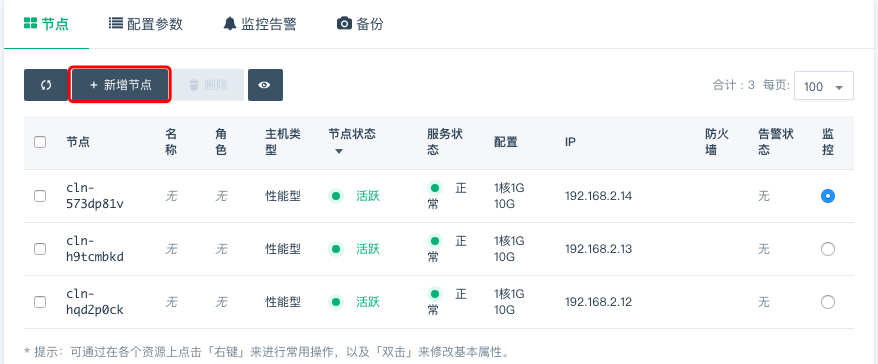 节点 配置参数 监控告警 备份
+ 新增节点 删除 合计：3 每页: 100
节点 名称 角色 主机类型 节点状态 服务状态 配置 IP 防火墙 告警状态 监控
cln-573dp81v 无 无 性能型 活跃 正常 1核1G 10G 192.168.2.14 无
cln-h9tcmbkd 无 无 性能型 活跃 正常 1核1G 10G 192.168.2.13 无
cln-hqd2p0ck 无 无 性能型 活跃 正常 1核1G 10G 192.168.2.12 无
* 提示：可通过在各个资源上点击「右键」来进行常用操作，以及「双击」来修改基本属性。